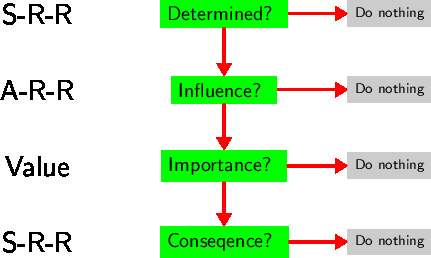 S-R-R
Determined?
Do nothing
A-R-R
Influence?
Do nothing
Value
Importance?
Do nothing
S-R-R
Conseqence?
Do nothing